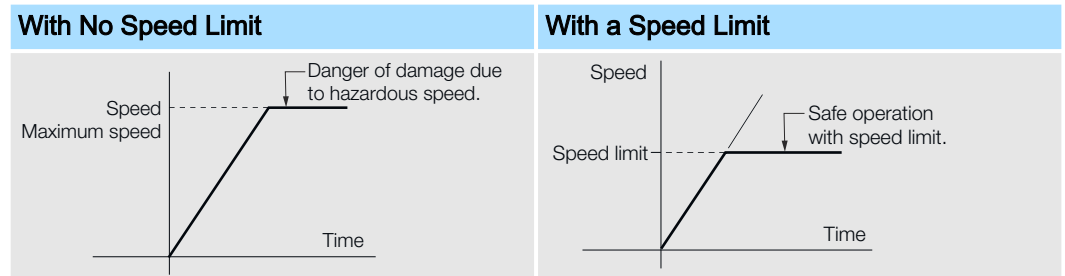 With No Speed Limit
With a Speed Limit
Danger of damage due
to hazardous speed.
Speed
Maximum speed
Time
Speed
Safe operation
with speed limit.
Speed limit
Time